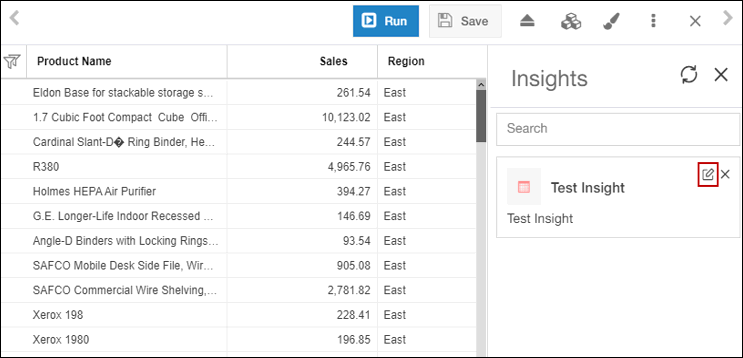 Run Save
Product Name Sales Region
Eldon Base for stackable storage s... 261.54 East
1.7 Cubic Foot Compact Cube Offi... 10,123.02 East
Cardinal Slant-D� Ring Binder, He... 244.57 East
R380 4,965.76 East
Holmes HEPA Air Purifier 394.27 East
G.E. Longer-Life Indoor Recessed ... 146.69 East
Angle-D Binders with Locking Rings... 93.54 East
SAFCO Mobile Desk Side File, Wir... 905.08 East
SAFCO Commercial Wire Shelving,... 2,781.82 East
Xerox 198 228.41 East
Xerox 1980 196.85 East
Insights
Search
Test Insight
Test Insight